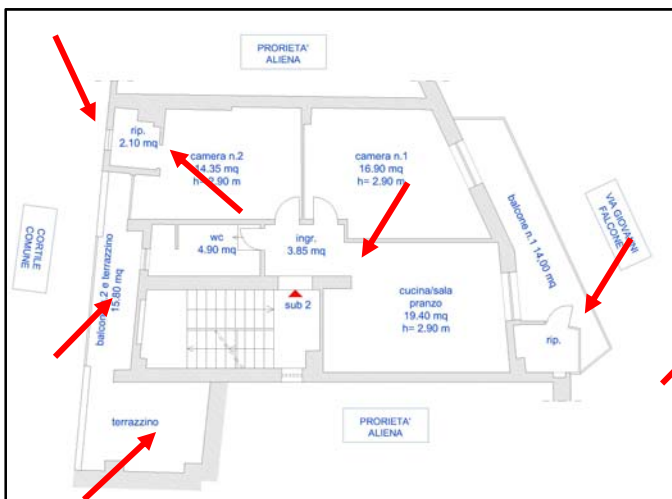 PRORIETA'
ALIENA
rip.
2.10 mq
camera n.2
14.35 mq
h= 2.90 m
camera n.1
16.90 mq
h= 2.90 m
balcone n.1 14,00 mq
VIA GIOVANNI
FALCONE
CORTILE
COMUNE
balcone n.2 e terrazzino
15.80 mq
wc
4.90 mq
ingr.
3.85 mq
sub 2
cucina/sala
pranzo
19.40 mq
h= 2.90 m
rip.
terrazzino
PRORIETA'
ALIENA